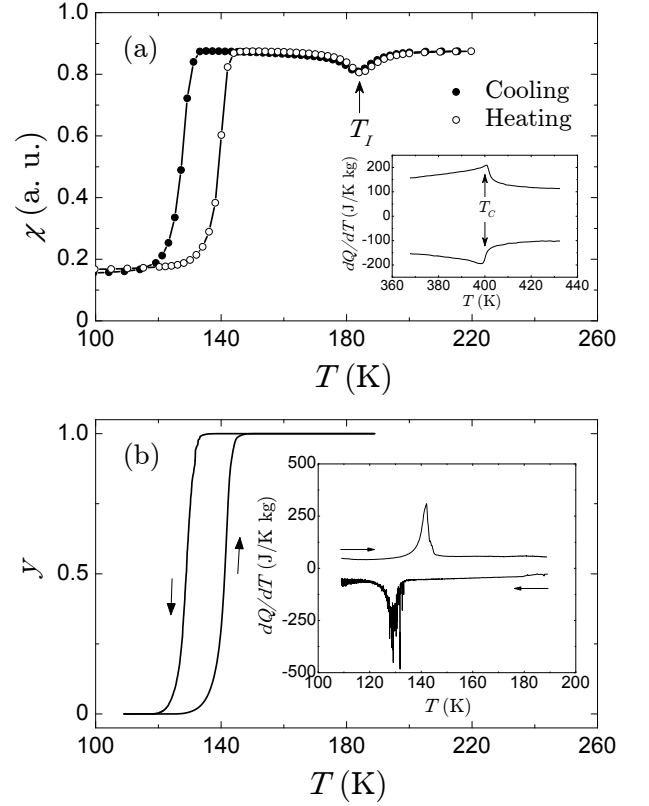 (a)
1.0
0.8
0.6
0.4
0.2
0
χ (a. u.)
Cooling
Heating
T_I
dQ/dT (J/K kg)
200
100
0
-100
-200
T_C
360 380 400 420 440
T (K)
100 140 180 220 260
T (K)
(b)
1.0
0.5
0
y
dQ/dT (J/K kg)
500
250
0
-250
-500
100 120 140 160 180 200
T (K)
100 140 180 220 260
T (K)